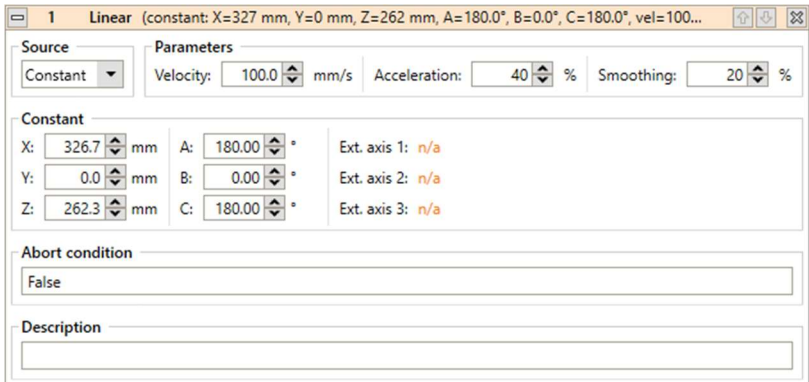 1 Linear (constant: X=327 mm, Y=0 mm, Z=262 mm, A=180.0°, B=0.0°, C=180.0°, vel=100...
Source Parameters
Constant Velocity: 100.0 mm/s Acceleration: 40 % Smoothing: 20 %
Constant
X: 326.7 mm A: 180.00 ° Ext. axis 1: n/a
Y: 0.0 mm B: 0.00 ° Ext. axis 2: n/a
Z: 262.3 mm C: 180.00 ° Ext. axis 3: n/a
Abort condition
False
Description